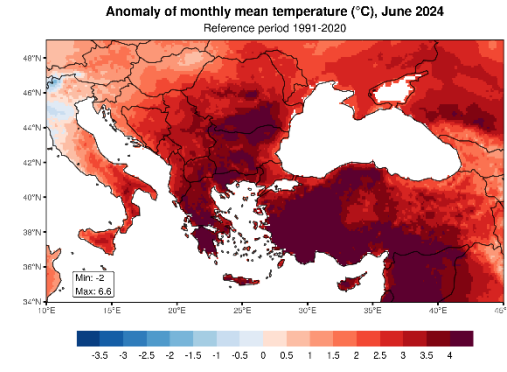 Anomaly of monthly mean temperature (°C), June 2024
Reference period 1991-2020
48°N
46°N
44°N
42°N
40°N
38°N
36°N
34°N
Min: -2
Max: 6.6
10°E 15°E 20°E 25°E 30°E 35°E 40°E 45°E
-3.5 -3 -2.5 -2 -1.5 -1 -0.5 0 0.5 1 1.5 2 2.5 3 3.5 4